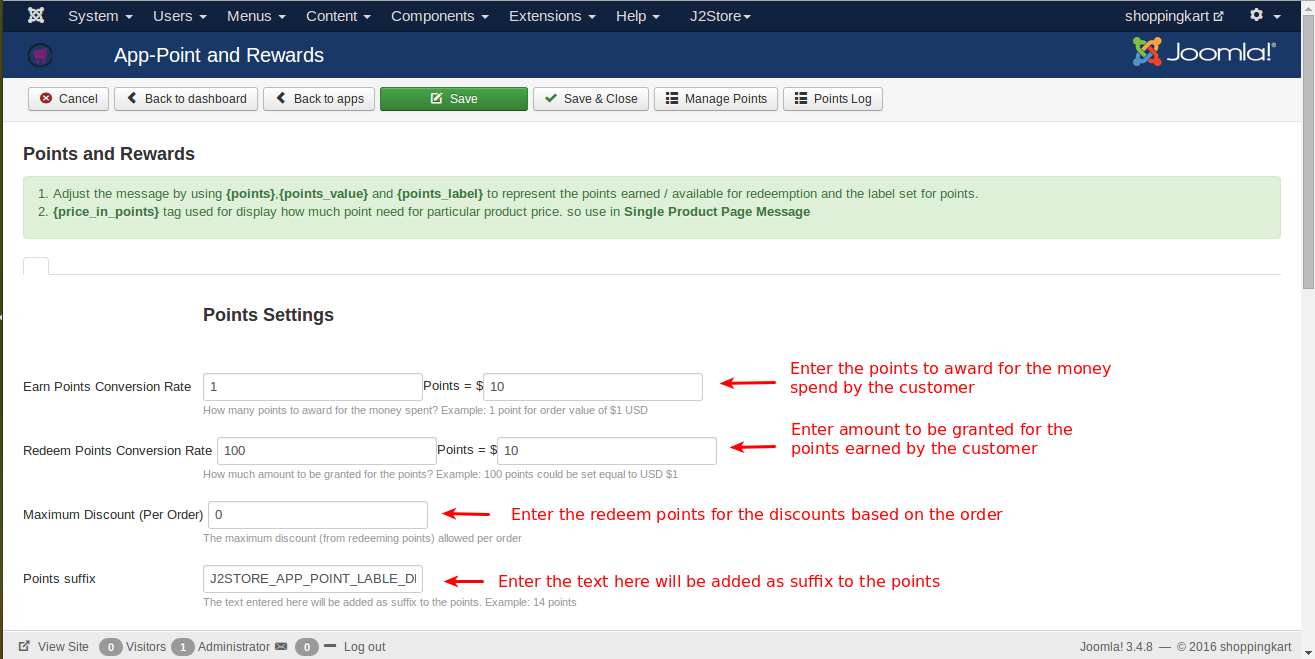 System Users Menus Content Components Extensions Help J2Store shoppingkart
App-Point and Rewards Joomla!®
Cancel Back to dashboard Back to apps Save Save & Close Manage Points Points Log
Points and Rewards
1. Adjust the message by using {points},{points_value} and {points_label} to represent the points earned / available for redemption and the label set for points.
2. {price_in_points} tag used for display how much point need for particular product price. so use in Single Product Page Message
Points Settings
Earn Points Conversion Rate 1 Points = $ 10
How many points to award for the money spent? Example: 1 point for order value of $1 USD
Enter the points to award for the money
spend by the customer
Redeem Points Conversion Rate 100 Points = $ 10
How much amount to be granted for the points? Example: 100 points could be set equal to USD $1
Enter amount to be granted for the
points earned by the customer
Maximum Discount (Per Order) 0 Enter the redeem points for the discounts based on the order
The maximum discount (from redeeming points) allowed per order
Points suffix J2STORE_APP_POINT_LABLE_D Enter the text here will be added as suffix to the points
The text entered here will be added as suffix to the points. Example: 14 points
View Site 0 Visitors 1 Administrator 0 Log out Joomla! 3.4.8 — © 2016 shoppingkart